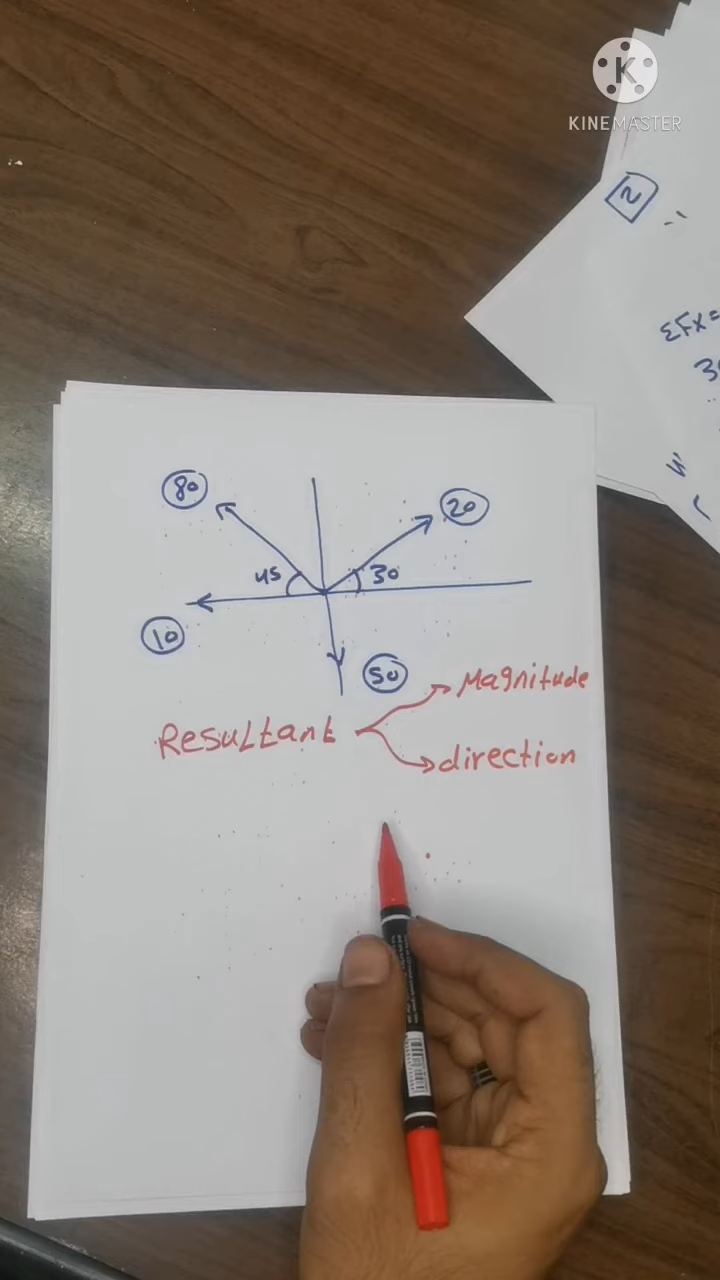 K
KINEMASTER
2
ΣFx=
80
20
45
30
10
50
Magnitude
Resultant
direction